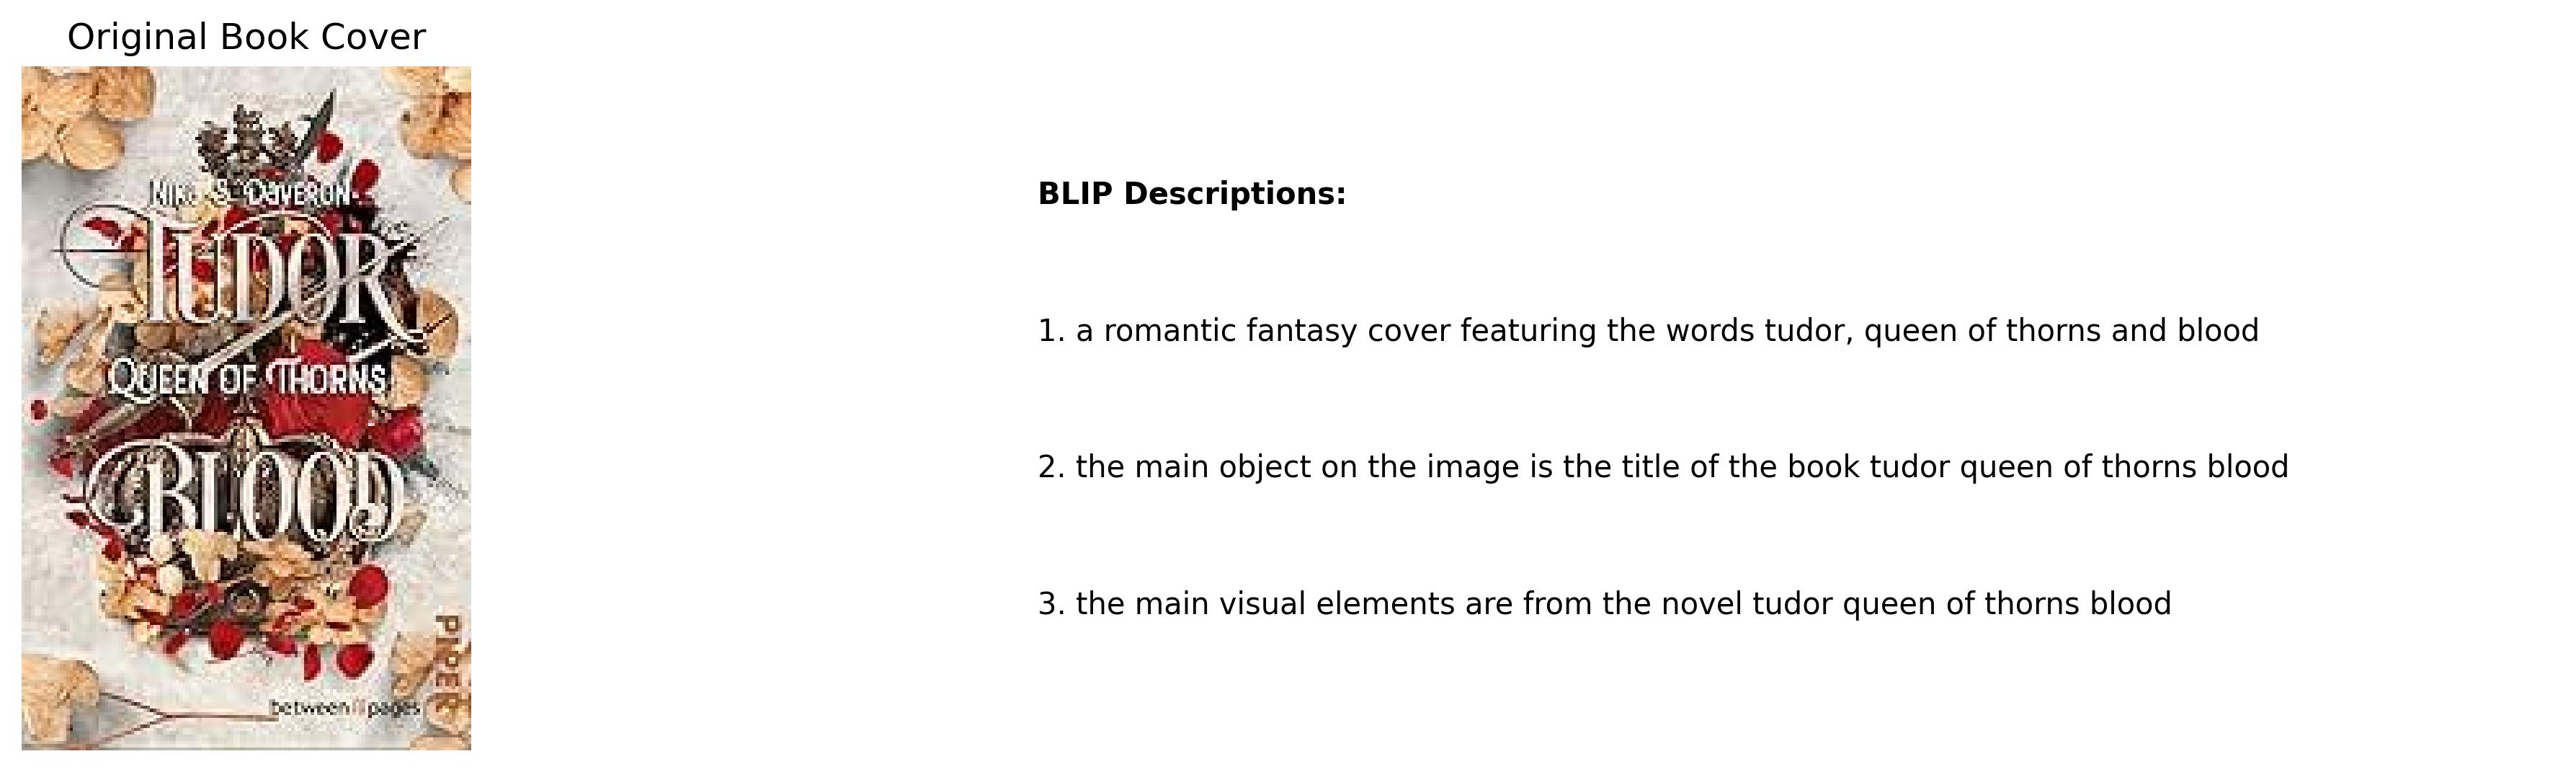 Original Book Cover
S. Daveron
Tudor
Queen of Thorns
Blood
between pages
BLIP Descriptions:
1. a romantic fantasy cover featuring the words tudor, queen of thorns and blood
2. the main object on the image is the title of the book tudor queen of thorns blood
3. the main visual elements are from the novel tudor queen of thorns blood